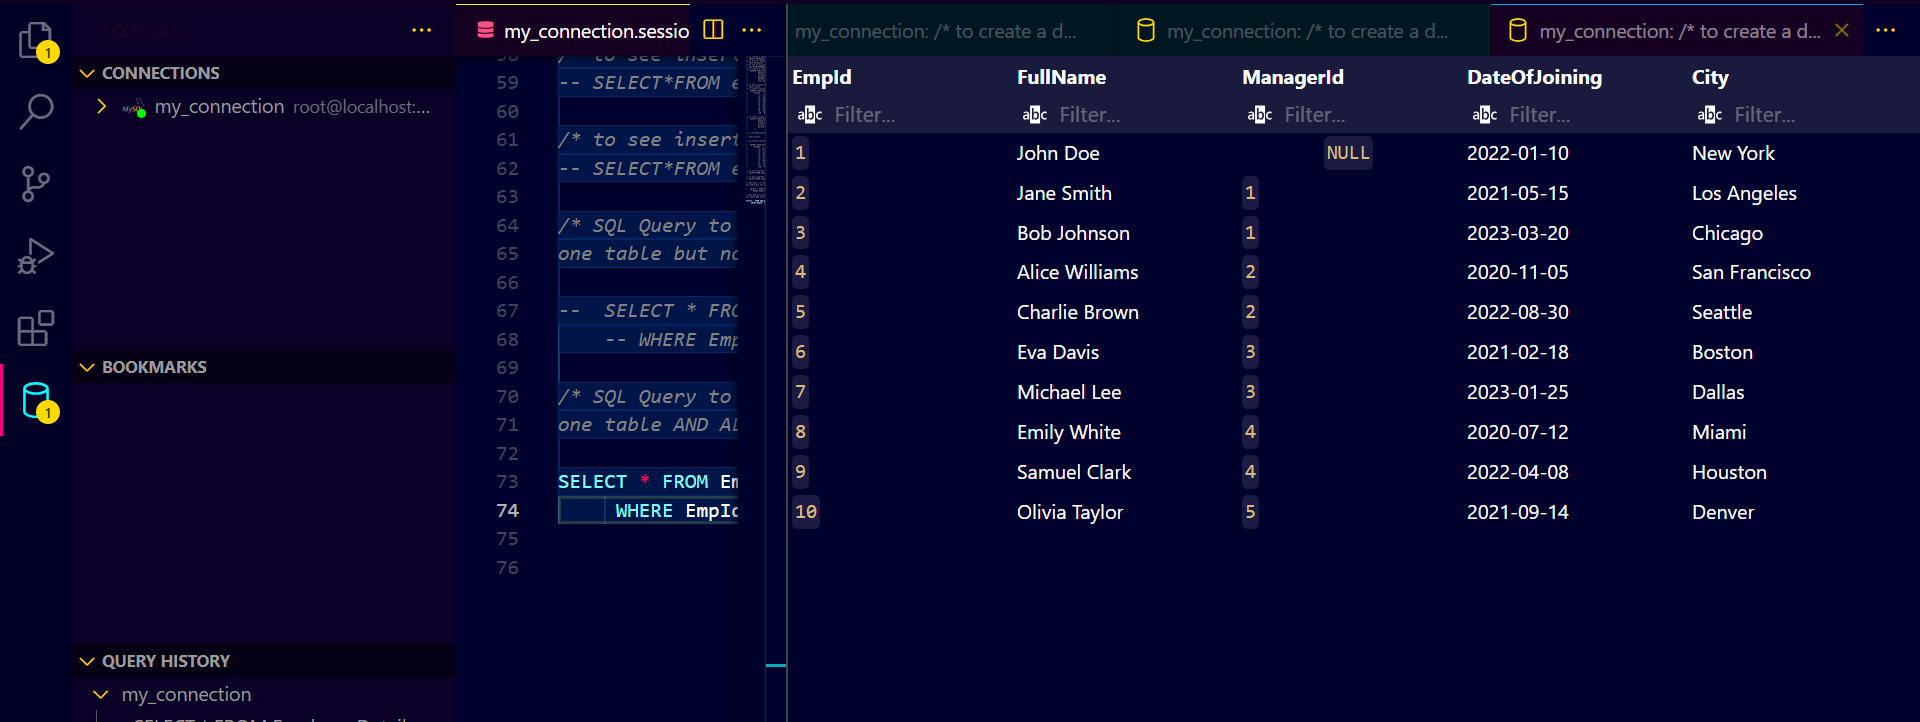 SQLTOOLS
CONNECTIONS
my_connection root@localhost:...
BOOKMARKS
QUERY HISTORY
my_connection
1
1
my_connection.sessio
59 -- SELECT*FROM e
60
61 /* to see insert
62 -- SELECT*FROM e
63
64 /* SQL Query to
65 one table but no
66
67 -- SELECT * FRO
68 -- WHERE Emp
69
70 /* SQL Query to
71 one table AND AL
72
73 SELECT * FROM Em
74 WHERE EmpId
75
76
my_connection: /* to create a d... my_connection: /* to create a d... my_connection: /* to create a d...
EmpId FullName ManagerId DateOfJoining City
abc Filter... abc Filter... abc Filter... abc Filter... abc Filter...
1 John Doe NULL 2022-01-10 New York
2 Jane Smith 1 2021-05-15 Los Angeles
3 Bob Johnson 1 2023-03-20 Chicago
4 Alice Williams 2 2020-11-05 San Francisco
5 Charlie Brown 2 2022-08-30 Seattle
6 Eva Davis 3 2021-02-18 Boston
7 Michael Lee 3 2023-01-25 Dallas
8 Emily White 4 2020-07-12 Miami
9 Samuel Clark 4 2022-04-08 Houston
10 Olivia Taylor 5 2021-09-14 Denver